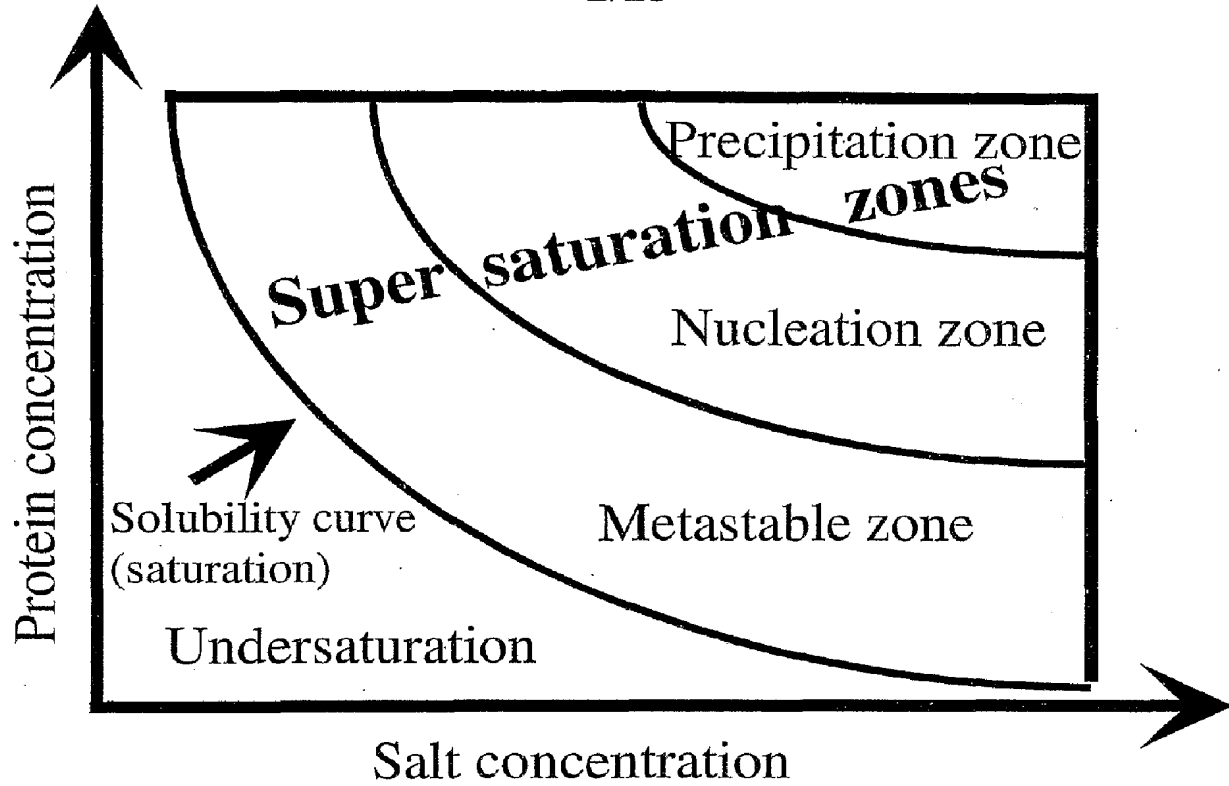 Precipitation zone
Super saturation zones
Nucleation zone
Metastable zone
Solubility curve
(saturation)
Undersaturation
Protein concentration
Salt concentration